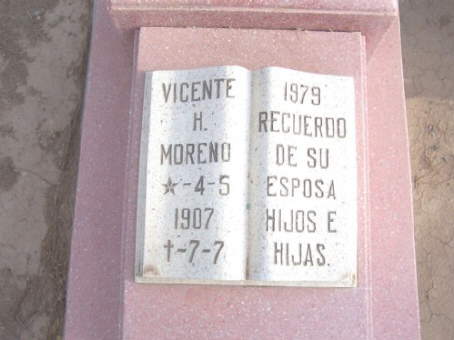 VICENTE
H.
MORENO
☆-4-5
1907
†-7-7
1979
RECUERDO
DE SU
ESPOSA
HIJOS E
HIJAS.